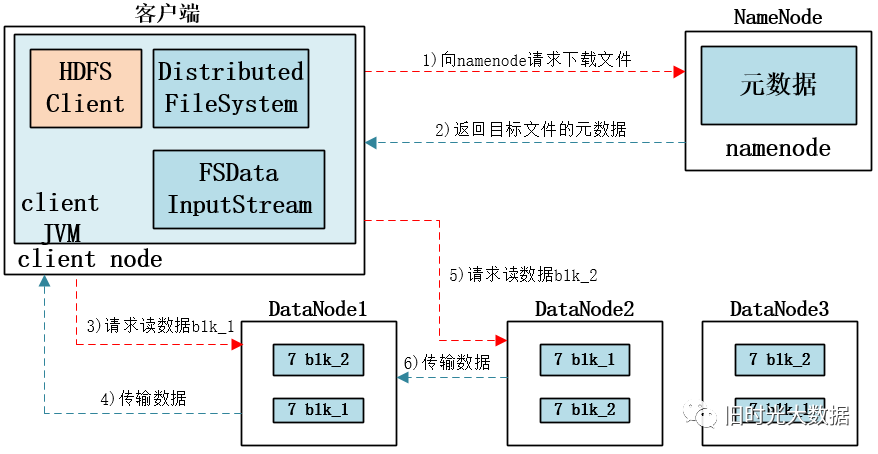 客户端
NameNode
HDFS
Client
Distributed
FileSystem
1)向namenode请求下载文件
元数据
2)返回目标文件的元数据
namenode
FSData
InputStream
client
JVM
client node
5)请求读数据blk_2
3)请求读数据blk_1
DataNode1
DataNode2
DataNode3
7 blk_2
7 blk_1
7 blk_2
6)传输数据
4)传输数据
7 blk_1
7 blk_2
7 blk_1
旧时光大数据